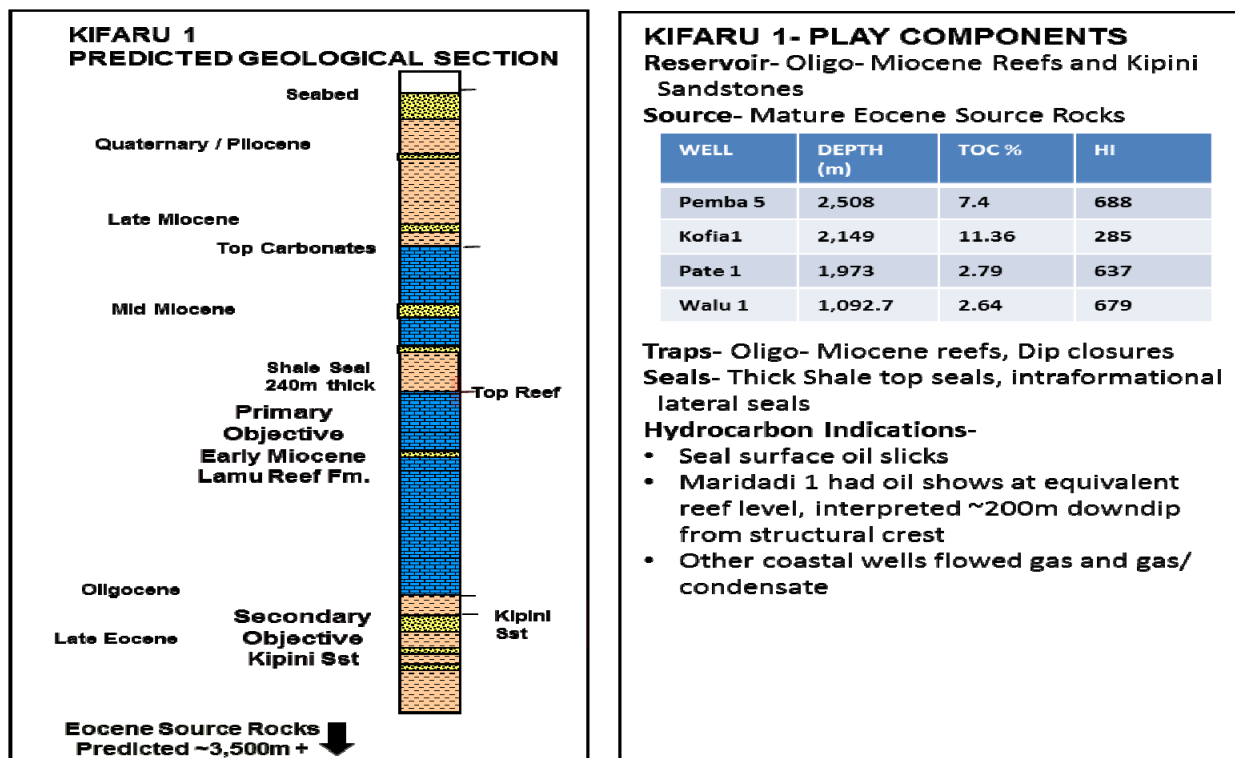 KIFARU 1
PREDICTED GEOLOGICAL SECTION
Seabed
Quaternary / Pliocene
Late Miocene
Top Carbonates
Mid Miocene
Shale Seal
240m thick
Top Reef
Primary
Objective
Early Miocene
Lamu Reef Fm.
Oligocene
Secondary
Objective
Kipini Sst
Kipini
Sst
Late Eocene
Eocene Source Rocks
Predicted ~3,500m +
KIFARU 1- PLAY COMPONENTS
Reservoir- Oligo- Miocene Reefs and Kipini
Sandstones
Source- Mature Eocene Source Rocks
WELL DEPTH (m) TOC % HI
Pemba 5 2,508 7.4 688
Kofia1 2,149 11.36 285
Pate 1 1,973 2.79 637
Walu 1 1,092.7 2.64 679
Traps- Oligo- Miocene reefs, Dip closures
Seals- Thick Shale top seals, intraformational
lateral seals
Hydrocarbon Indications-
• Seal surface oil slicks
• Maridadi 1 had oil shows at equivalent
reef level, interpreted ~200m downdip
from structural crest
• Other coastal wells flowed gas and gas/
condensate